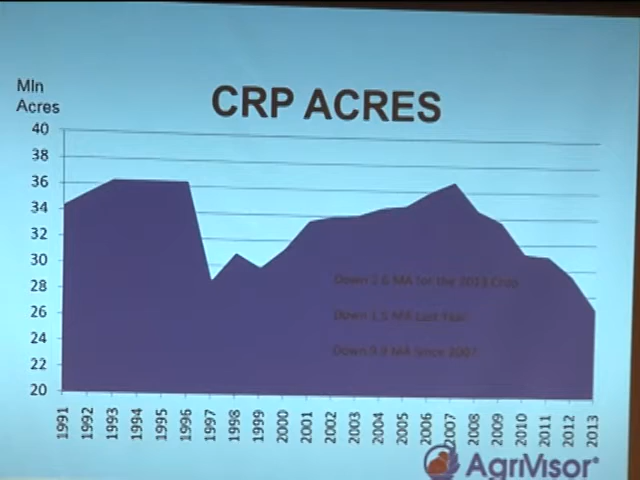 CRP ACRES
Mln
Acres
40
38
36
34
32
30
28
26
24
22
20
Down 2.6 MA for the 2013 Crop
Down 1.5 MA Last Year
Down 9.9 MA Since 2007
1991 1992 1993 1994 1995 1996 1997 1998 1999 2000 2001 2002 2003 2004 2005 2006 2007 2008 2009 2010 2011 2012 2013
AgriVisor